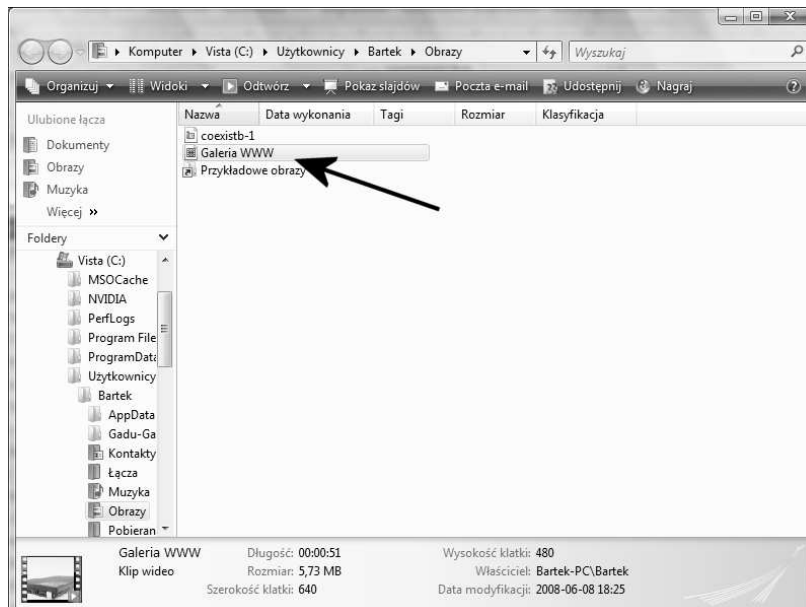 Komputer Vista (C:) Użytkownicy Bartek Obrazy Wyszukaj
Organizuj Widoki Odtwórz Pokaz slajdów Poczta e-mail Udostępnij Nagraj
Ulubione łącza
Dokumenty
Obrazy
Muzyka
Więcej »
Foldery
Vista (C:)
MSOCache
NVIDIA
PerfLogs
Program File
ProgramData
Użytkownicy
Bartek
AppData
Gadu-Ga
Kontakty
Łącza
Muzyka
Obrazy
Pobieran
Nazwa Data wykonania Tagi Rozmiar Klasyfikacja
coexistb-1
Galeria WWW
Przykładowe obrazy
Galeria WWW Długość: 00:00:51 Wysokość klatki: 480
Klip wideo Rozmiar: 5,73 MB Właściciel: Bartek-PC\Bartek
Szerokość klatki: 640 Data modyfikacji: 2008-06-08 18:25